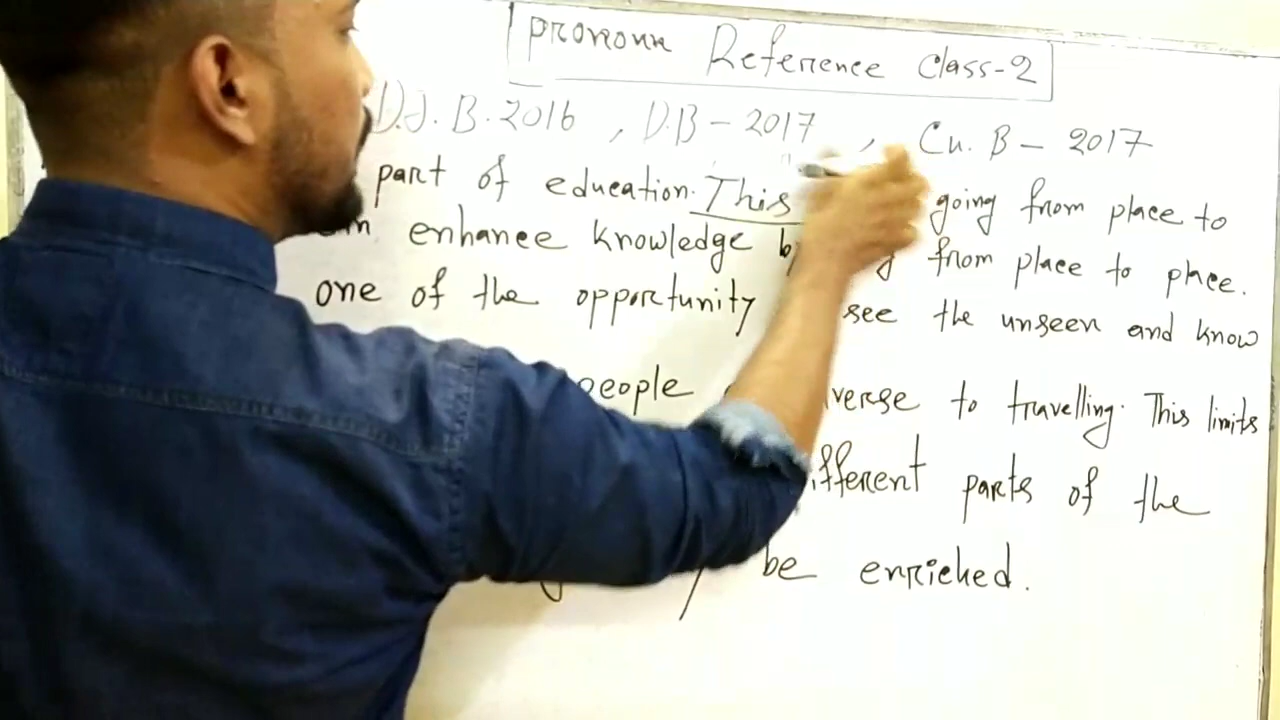 Pronoun Reference Class-2
D.J.B. 2016, D.B - 2017, Cu. B - 2017
part of education. This going from place to
enhance knowledge from place to place.
one of the opportunity see the unseen and know
people to travelling. This limits
different parts of the
be enriched.